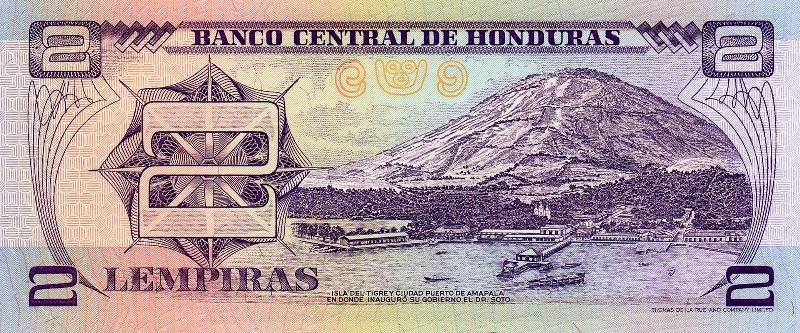 2 BANCO CENTRAL DE HONDURAS 2
2
2 LEMPIRAS 2
ISLA DEL TIGRE Y CIUDAD PUERTO DE AMAPALA
EN DONDE INAUGURÓ SU GOBIERNO EL DR. SOTO
THOMAS DE LA RUE AND COMPANY LIMITED